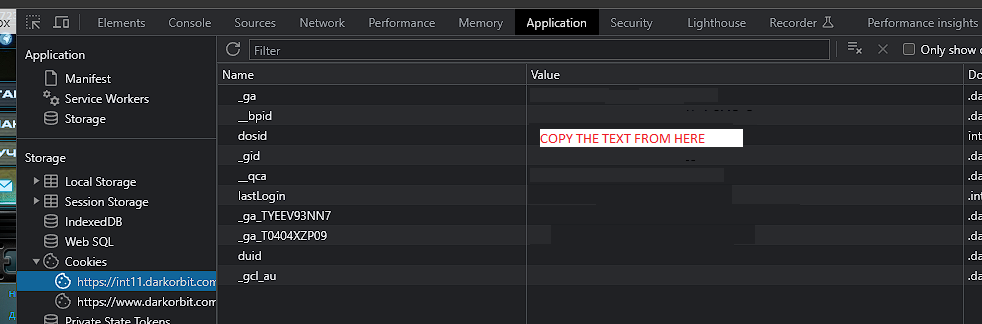 Elements Console Sources Network Performance Memory Application Security Lighthouse Recorder Performance insights
Filter
Only show
Application
Manifest
Service Workers
Storage
Storage
Local Storage
Session Storage
IndexedDB
Web SQL
Cookies
https://int11.darkorbit.com
https://www.darkorbit.com
Private State Tokens
Name Value Do
_ga .da
__bpid .da
dosid COPY THE TEXT FROM HERE int
_gid .da
__qca .da
lastLogin .in
_ga_TYEEV93NN7 .da
_ga_T0404XZP09 .da
duid .da
_gcl_au .da